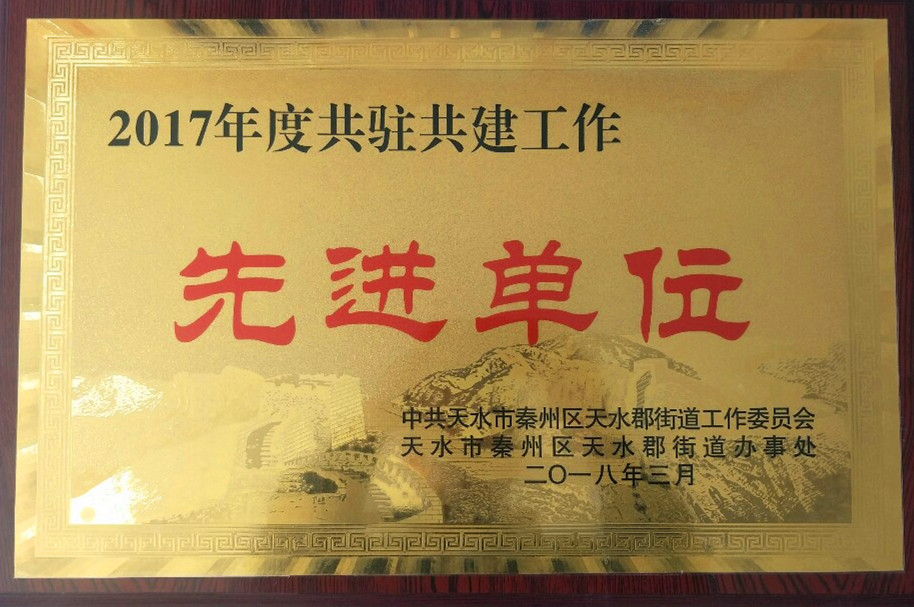 2017年度共驻共建工作
先进单位
中共天水市秦州区天水郡街道工作委员会
天水市秦州区天水郡街道办事处
二〇一八年三月